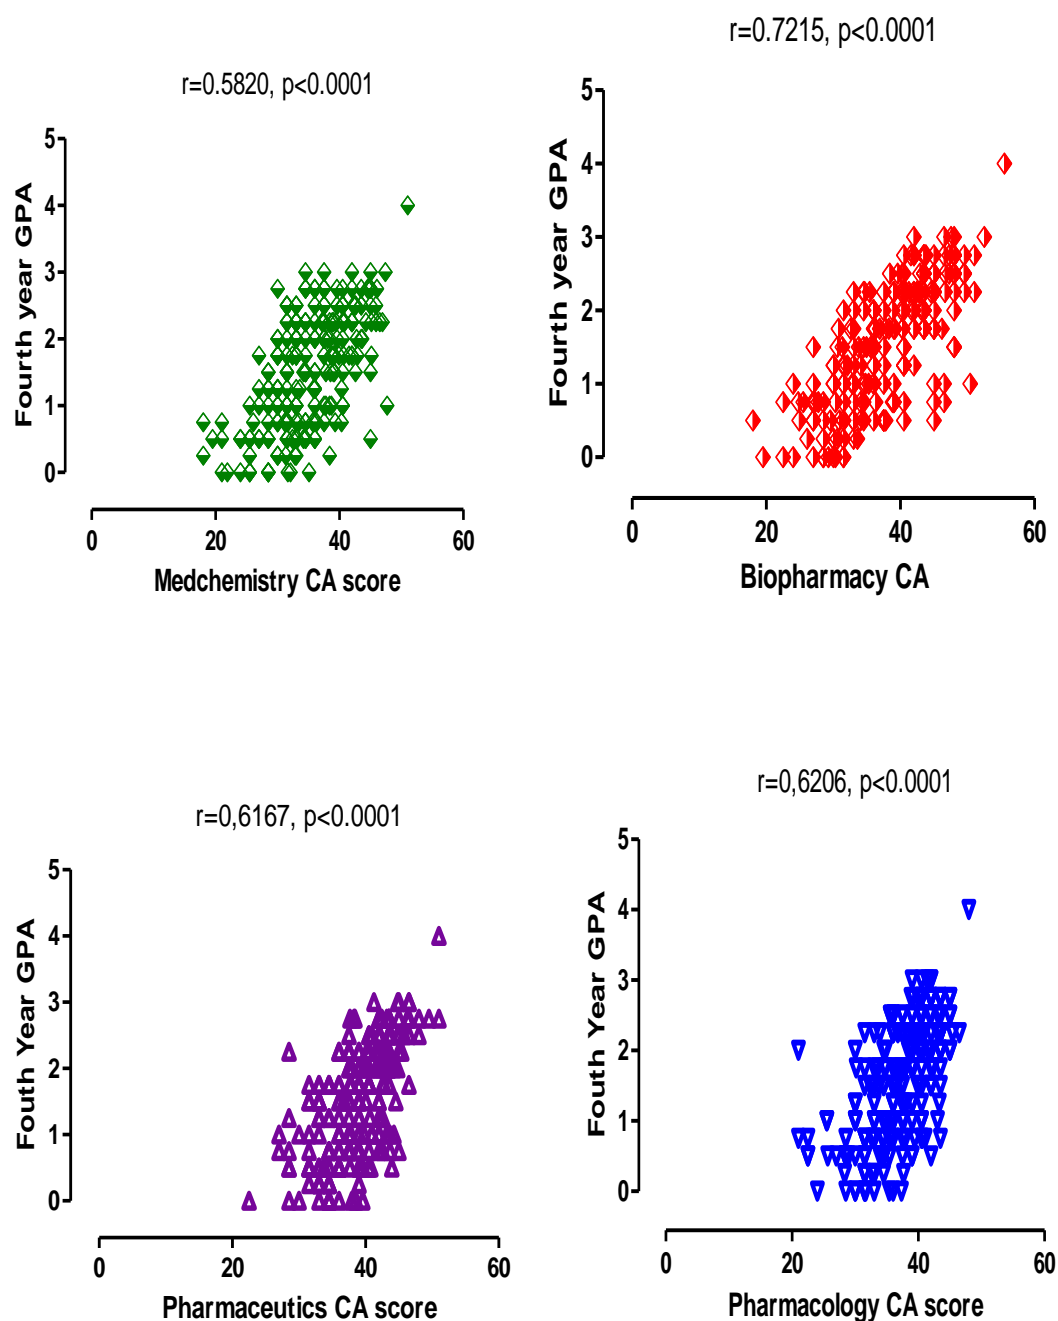 r=0.5820, p<0.0001
5
4
3
2
1
0
Fourth year GPA
0 20 40 60
Medchemistry CA score
r=0.7215, p<0.0001
5
4
3
2
1
0
Fourth year GPA
0 20 40 60
Biopharmacy CA
r=0,6167, p<0.0001
5
4
3
2
1
0
Fouth Year GPA
0 20 40 60
Pharmaceutics CA score
r=0,6206, p<0.0001
5
4
3
2
1
0
Fouth Year GPA
0 20 40 60
Pharmacology CA score